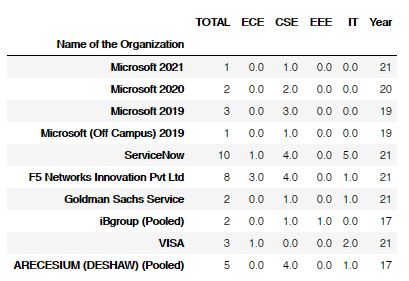 TOTAL ECE CSE EEE IT Year
Name of the Organization
Microsoft 2021 1 0.0 1.0 0.0 0.0 21
Microsoft 2020 2 0.0 2.0 0.0 0.0 20
Microsoft 2019 3 0.0 3.0 0.0 0.0 19
Microsoft (Off Campus) 2019 1 0.0 1.0 0.0 0.0 19
ServiceNow 10 1.0 4.0 0.0 5.0 21
F5 Networks Innovation Pvt Ltd 8 3.0 4.0 0.0 1.0 21
Goldman Sachs Service 2 0.0 1.0 0.0 1.0 21
iBgroup (Pooled) 2 0.0 1.0 1.0 0.0 17
VISA 3 1.0 0.0 0.0 2.0 21
ARECESIUM (DESHAW) (Pooled) 5 0.0 4.0 0.0 1.0 17